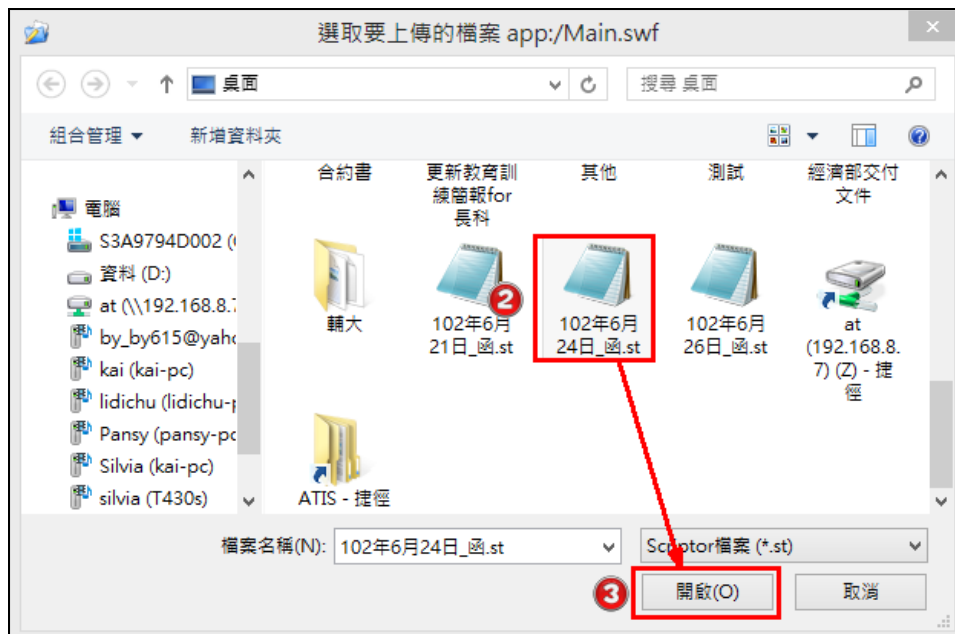 選取要上傳的檔案 app:/Main.swf
桌面
搜尋 桌面
組合管理
新增資料夾
電腦
S3A9794D002 (
資料 (D:)
at (\\192.168.8.
by_by615@yaho
kai (kai-pc)
lidichu (lidichu-p
Pansy (pansy-pc
Silvia (kai-pc)
silvia (T430s)
合約書
更新教育訓
練簡報for
長科
其他
測試
經濟部交付
文件
輔大
2
102年6月
21日_函.st
102年6月
24日_函.st
102年6月
26日_函.st
at
(192.168.8.
7) (Z) - 捷
徑
ATIS - 捷徑
檔案名稱(N):
102年6月24日_函.st
Scriptor檔案 (*.st)
3
開啟(O)
取消